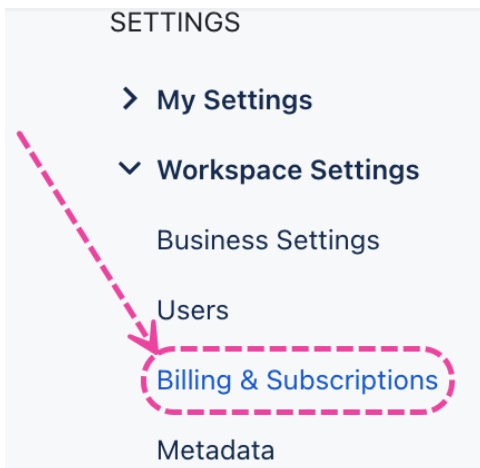 SETTINGS
My Settings
Workspace Settings
Business Settings
Users
Billing & Subscriptions
Metadata